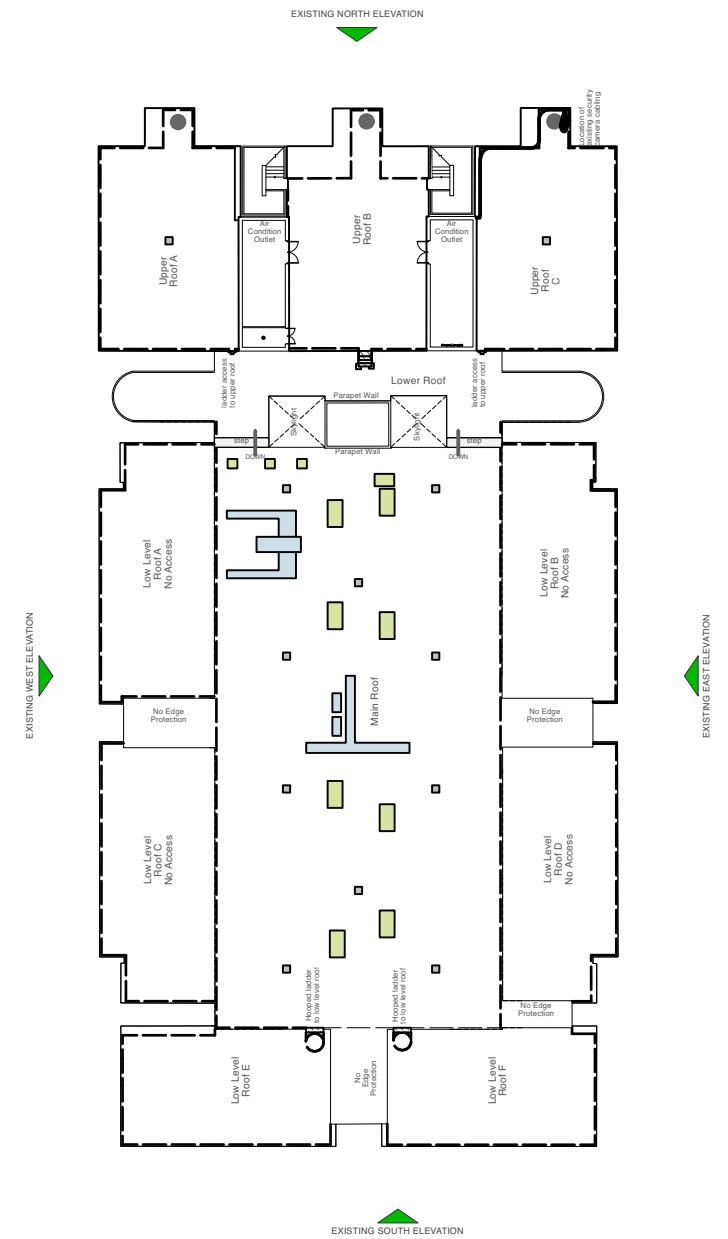 EXISTING NORTH ELEVATION
Location of
existing security
camera cabling
Air
Condition
Outlet
Air
Condition
Outlet
Upper
Roof A
Upper
Roof B
Upper
Roof
C
ladder access
to upper roof
Lower Roof
ladder access
to upper roof
Parapet Wall
Skylight
Skylight
step
step
Parapet Wall
DOWN
DOWN
Low Level
Roof A
No Access
Low Level
Roof B
No Access
EXISTING WEST ELEVATION
EXISTING EAST ELEVATION
Main Roof
No Edge
Protection
No Edge
Protection
Low Level
Roof C
No Access
Low Level
Roof D
No Access
Hooped ladder
to low level roof
Hooped ladder
to low level roof
No Edge
Protection
Low Level
Roof E
No
Edge
Protection
Low Level
Roof F
EXISTING SOUTH ELEVATION